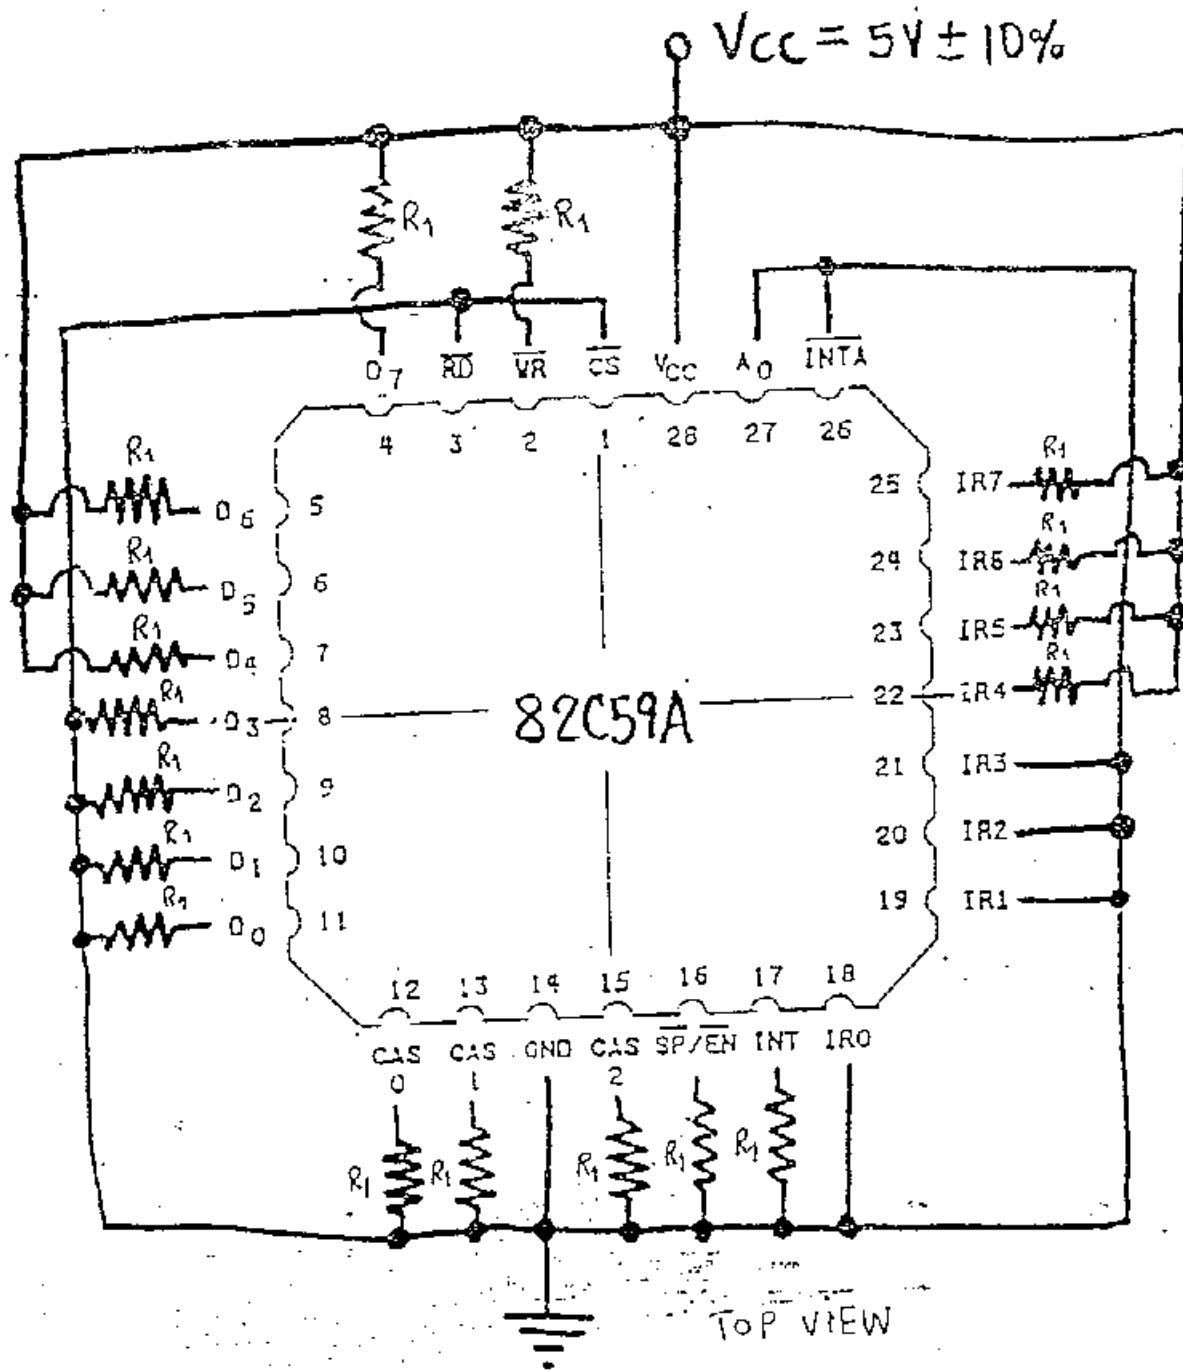 VCC = 5V ± 10%
R1 R1
D7 RD WR CS VCC A0 INTA
4 3 2 1 28 27 26
R1 D6 5
25 IR7 R1
R1 D5 6
24 IR6 R1
R1 D4 7
23 IR5 R1
R1 D3 8
22 IR4 R1
82C59A
R1 D2 9
21 IR3
R1 D1 10
20 IR2
R1 D0 11
19 IR1
12 13 14 15 16 17 18
CAS 0 CAS 1 GND CAS 2 SP/EN INT IR0
R1 R1 R1 R1 R1
TOP VIEW